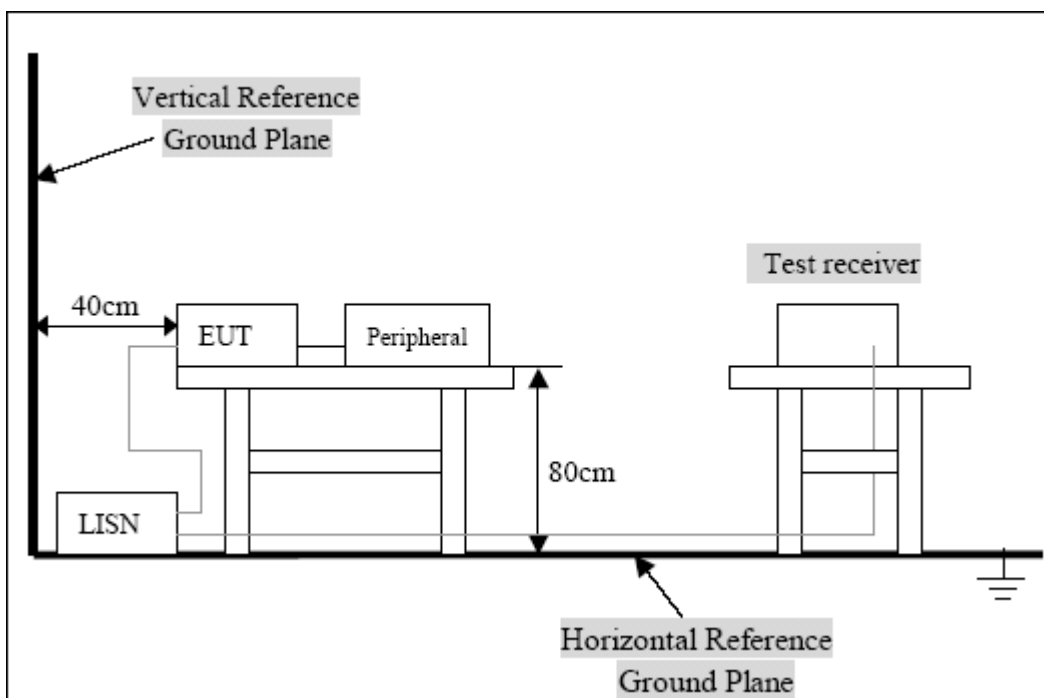 Vertical Reference
Ground Plane
Test receiver
40cm
EUT
Peripheral
80cm
LISN
Horizontal Reference
Ground Plane